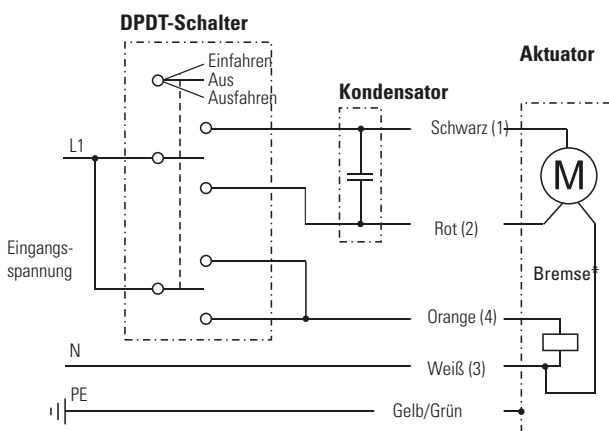 DPDT-Schalter
Einfahren
Aus
Ausfahren
Kondensator
Aktuator
L1
Schwarz (1)
M
Rot (2)
Eingangs-
spannung
Bremse*
Orange (4)
N
Weiß (3)
PE
Gelb/Grün